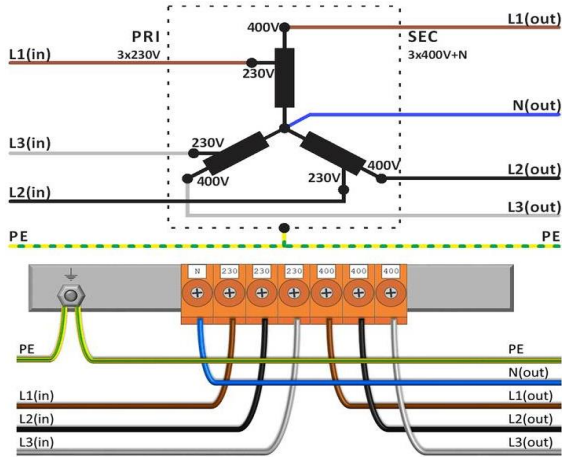 400V
L1(out)
PRI
SEC
L1(in)
3x230V
3x400V+N
230V
N(out)
L3(in)
230V
400V
L2(out)
400V
230V
L2(in)
L3(out)
PE
PE
N
230
230
230
400
400
400
PE
PE
N(out)
L1(in)
L1(out)
L2(in)
L2(out)
L3(in)
L3(out)